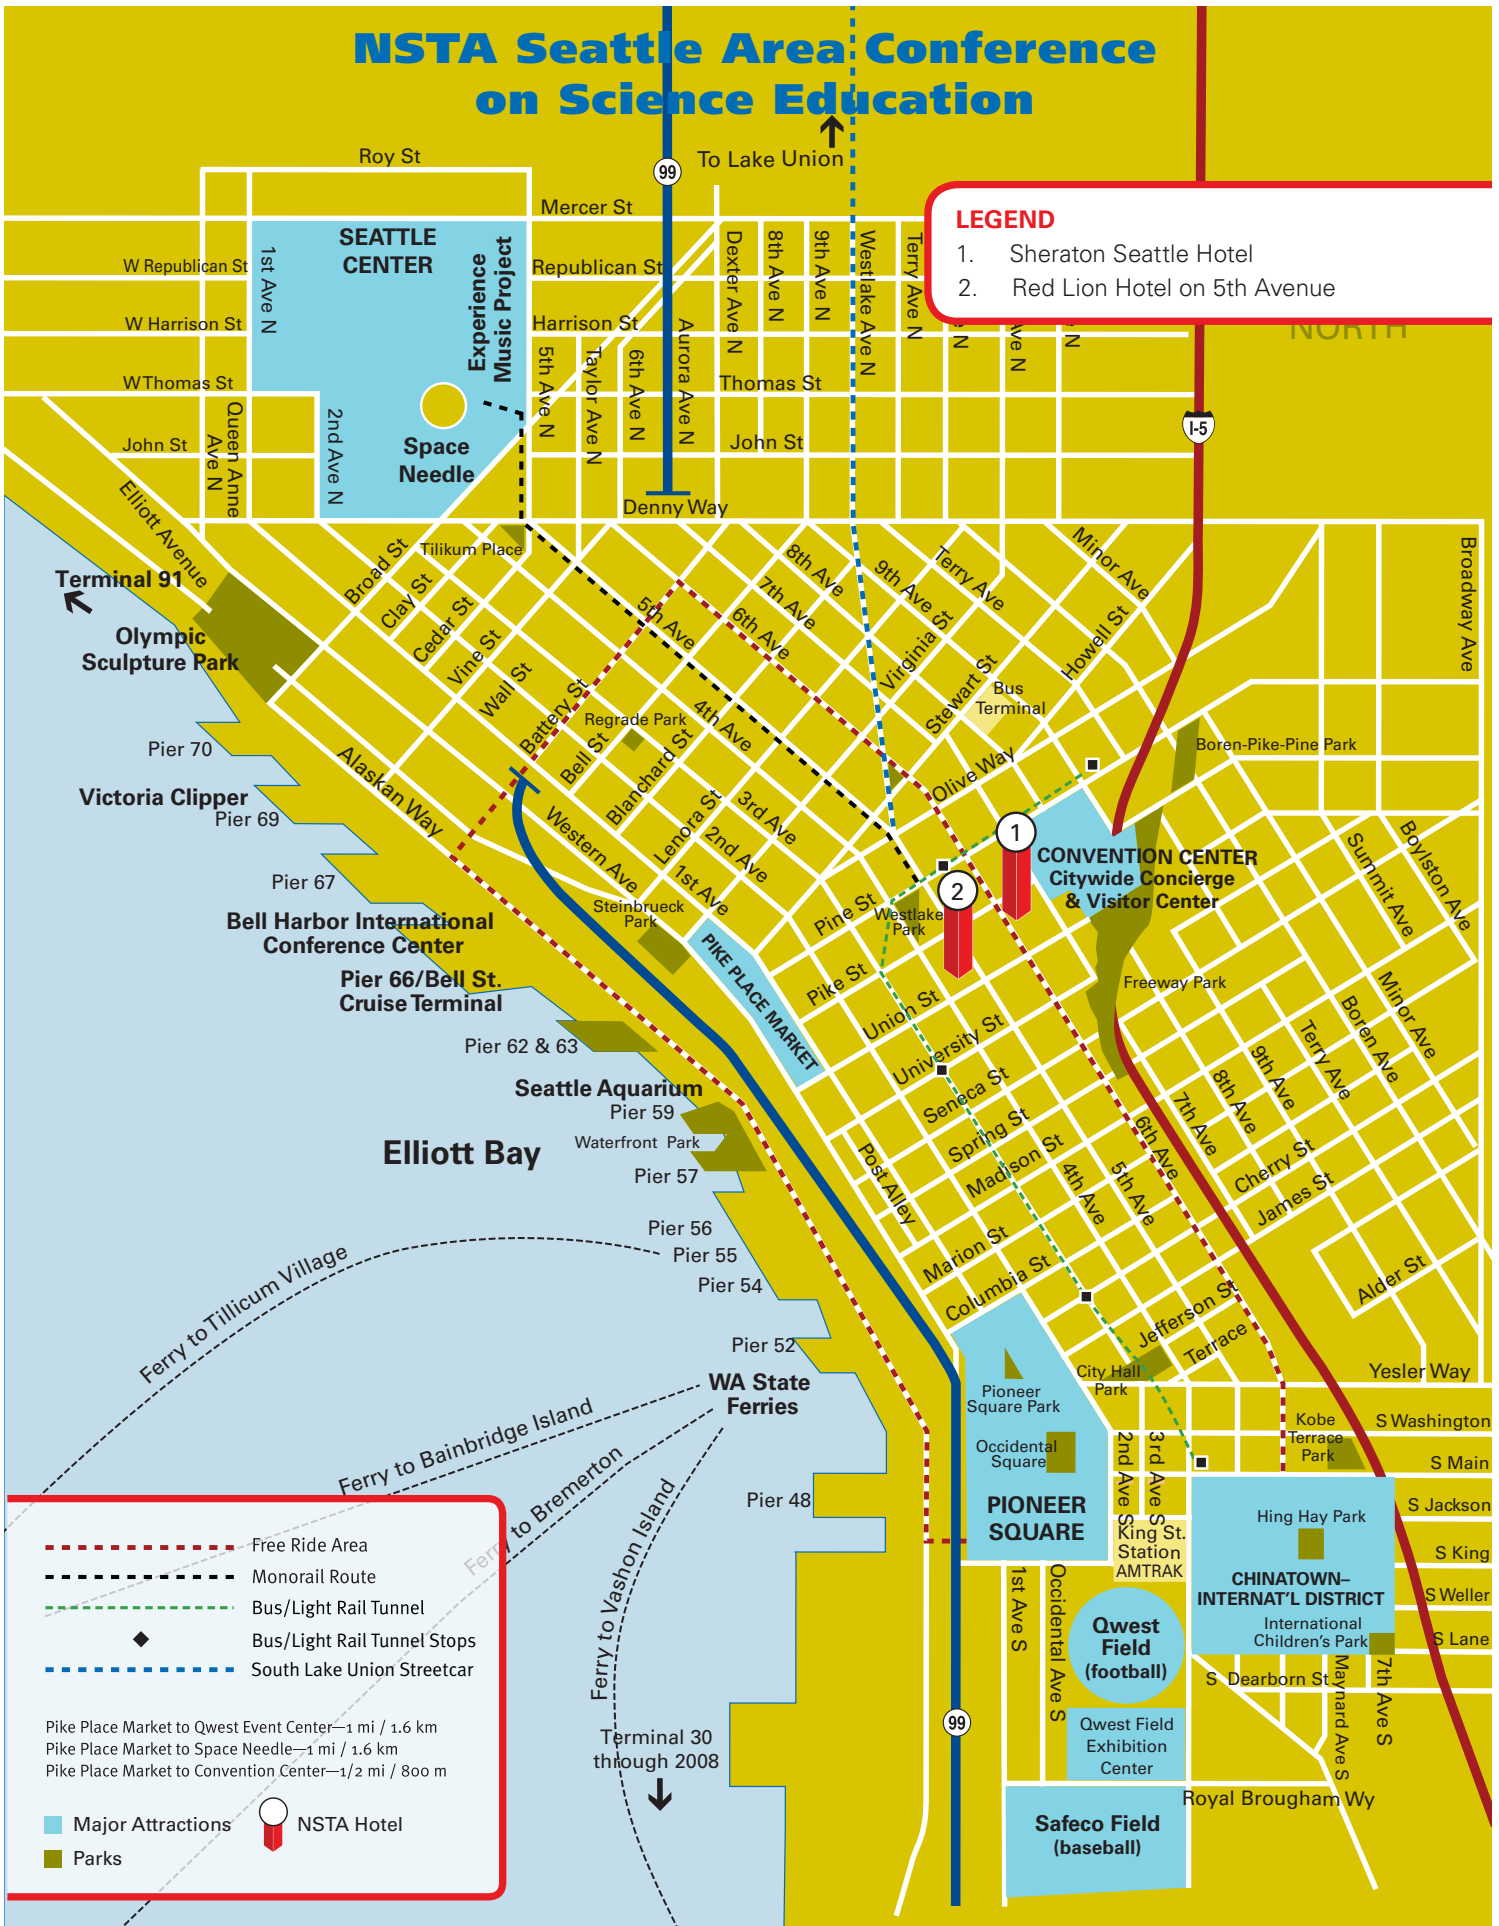 NSTA Seattle Area Conference
on Science Education
To Lake Union
99
Roy St
Mercer St
LEGEND
1. Sheraton Seattle Hotel
2. Red Lion Hotel on 5th Avenue
NORTH
SEATTLE
CENTER
Experience
Music Project
Space
Needle
W Republican St
W Harrison St
W Thomas St
John St
1st Ave N
Queen Anne
Ave N
2nd Ave N
Republican St
Harrison St
Thomas St
John St
Denny Way
5th Ave N
Taylor Ave N
6th Ave N
Aurora Ave N
Dexter Ave N
8th Ave N
9th Ave N
Westlake Ave N
Terry Ave N
N
Ave N
N
I-5
Elliott Avenue
Terminal 91
Olympic
Sculpture Park
Tilikum Place
Broad St
Clay St
Cedar St
Vine St
Wall St
Battery St
Bell St
Blanchard St
Lenora St
Regrade Park
5th Ave
6th Ave
7th Ave
8th Ave
9th Ave
Terry Ave
Minor Ave
Virginia St
Stewart St
Howell St
Bus
Terminal
Olive Way
Broadway Ave
Boren-Pike-Pine Park
4th Ave
3rd Ave
2nd Ave
1st Ave
Western Ave
Alaskan Way
Pier 70
Victoria Clipper
Pier 69
Pier 67
Bell Harbor International
Conference Center
Pier 66/Bell St.
Cruise Terminal
Pier 62 & 63
Steinbrueck
Park
PIKE PLACE MARKET
Pine St
Pike St
Westlake
Park
1
2
CONVENTION CENTER
Citywide Concierge
& Visitor Center
Summit Ave
Boylston Ave
Freeway Park
Union St
University St
Seneca St
Spring St
Madison St
Marion St
Columbia St
Post Alley
4th Ave
5th Ave
6th Ave
7th Ave
8th Ave
9th Ave
Terry Ave
Boren Ave
Minor Ave
Cherry St
James St
Alder St
Jefferson St
Terrace
Yesler Way
Seattle Aquarium
Pier 59
Waterfront Park
Pier 57
Elliott Bay
Pier 56
Pier 55
Pier 54
Pier 52
WA State
Ferries
Pier 48
Ferry to Tillicum Village
Ferry to Bainbridge Island
Ferry to Bremerton
Ferry to Vashon Island
Terminal 30
through 2008
Pioneer
Square Park
Occidental
Square
PIONEER
SQUARE
City Hall
Park
Kobe
Terrace
Park
S Washington
S Main
S Jackson
S King
S Weller
S Lane
2nd Ave S
3rd Ave S
King St.
Station
AMTRAK
Hing Hay Park
CHINATOWN–
INTERNAT’L DISTRICT
International
Children’s Park
S Dearborn St
Maynard Ave S
7th Ave S
1st Ave S
Occidental Ave S
Qwest
Field
(football)
Qwest Field
Exhibition
Center
Royal Brougham Wy
Safeco Field
(baseball)
99
Free Ride Area
Monorail Route
Bus/Light Rail Tunnel
Bus/Light Rail Tunnel Stops
South Lake Union Streetcar
Pike Place Market to Qwest Event Center—1 mi / 1.6 km
Pike Place Market to Space Needle—1 mi / 1.6 km
Pike Place Market to Convention Center—1/2 mi / 800 m
Major Attractions
NSTA Hotel
Parks